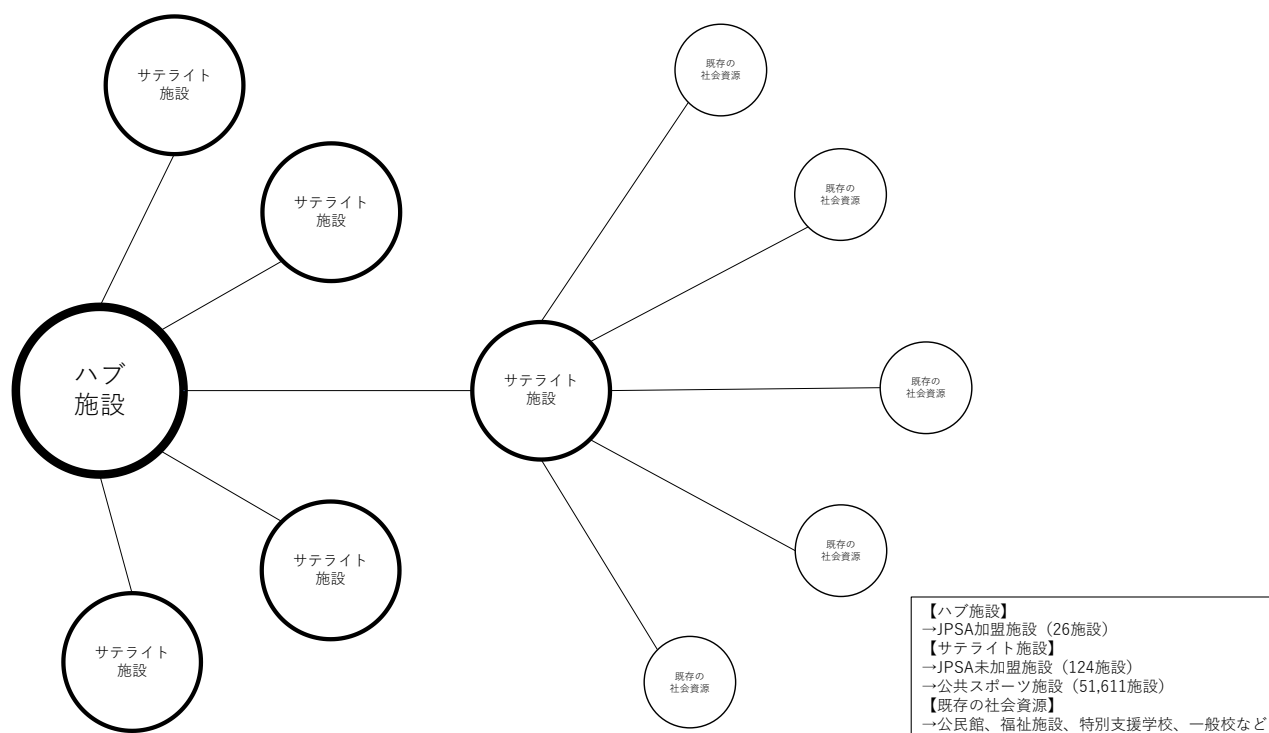 サテライト
施設
サテライト
施設
ハブ
施設
サテライト
施設
サテライト
施設
サテライト
施設
既存の
社会資源
既存の
社会資源
既存の
社会資源
既存の
社会資源
既存の
社会資源
【ハブ施設】
→JPSA加盟施設（26施設）
【サテライト施設】
→JPSA未加盟施設（124施設）
→公共スポーツ施設（51,611施設）
【既存の社会資源】
→公民館、福祉施設、特別支援学校、一般校など